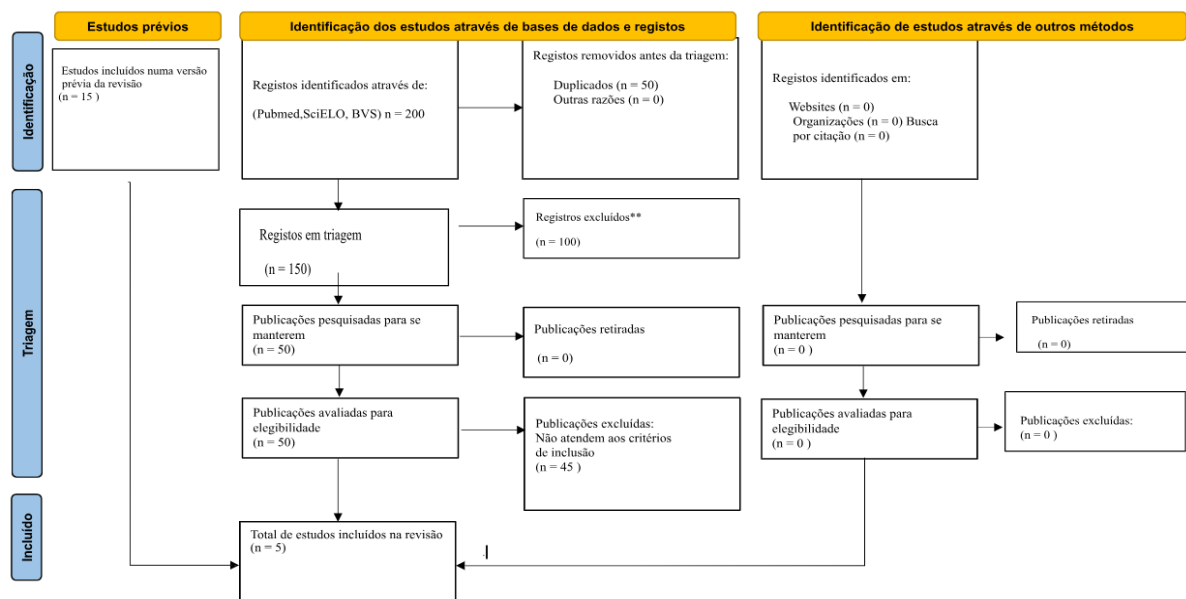 Estudos prévios
Identificação dos estudos através de bases de dados e registos
Identificação de estudos através de outros métodos
Identificação
Estudos incluídos numa versão
prévia da revisão
(n = 15 )
Registos identificados através de:
(Pubmed,SciELO, BVS) n = 200
Registos removidos antes da triagem:
Duplicados (n = 50)
Outras razões (n = 0)
Registos identificados em:
Websites (n = 0)
Organizações (n = 0) Busca
por citação (n = 0)
Triagem
Registos em triagem
(n = 150)
Registros excluídos**
(n = 100)
Publicações pesquisadas para se
manterem
(n = 50)
Publicações retiradas
(n = 0)
Publicações pesquisadas para se
manterem
(n = 0 )
Publicações retiradas
(n = 0)
Publicações avaliadas para
elegibilidade
(n = 50)
Publicações excluídas:
Não atendem aos critérios
de inclusão
(n = 45 )
Publicações avaliadas para
elegibilidade
(n = 0 )
Publicações excluídas:
(n = 0 )
Incluído
Total de estudos incluídos na revisão
(n = 5)